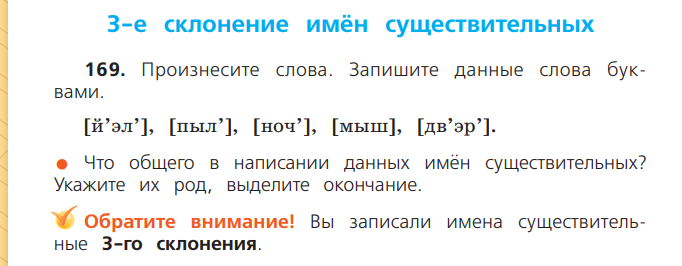 3-е склонение имён существительных
169. Произнесите слова. Запишите данные слова бук-
вами.
[й’эл’], [пыл’], [ноч’], [мыш], [дв’эр’].
• Что общего в написании данных имён существительных?
Укажите их род, выделите окончание.
Обратите внимание! Вы записали имена существитель-
ные 3-го склонения.